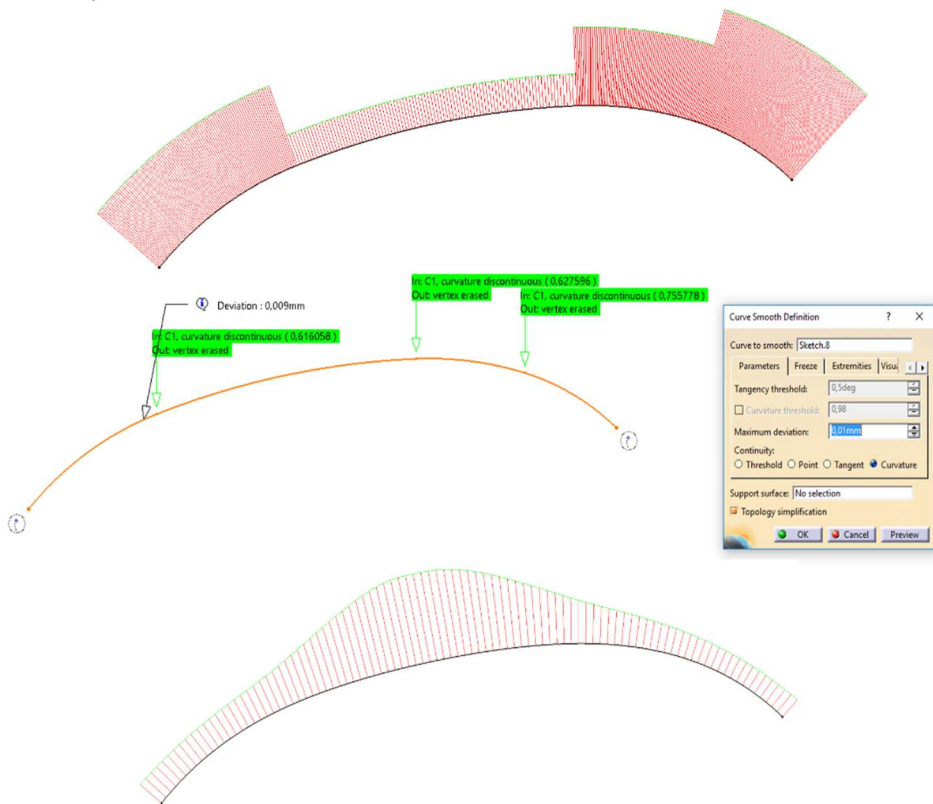 In: C1, curvature discontinuous ( 0,627596 )
Out: vertex erased
In: C1, curvature discontinuous ( 0,755778 )
Out: vertex erased
Deviation : 0,009mm
In: C1, curvature discontinuous ( 0,616058 )
Out: vertex erased
Curve Smooth Definition
Curve to smooth: Sketch.8
Parameters Freeze Extremities Visu
Tangency threshold: 0,5deg
Curvature threshold: 0,98
Maximum deviation: 0,01mm
Continuity:
Threshold Point Tangent Curvature
Support surface: No selection
Topology simplification
OK Cancel Preview